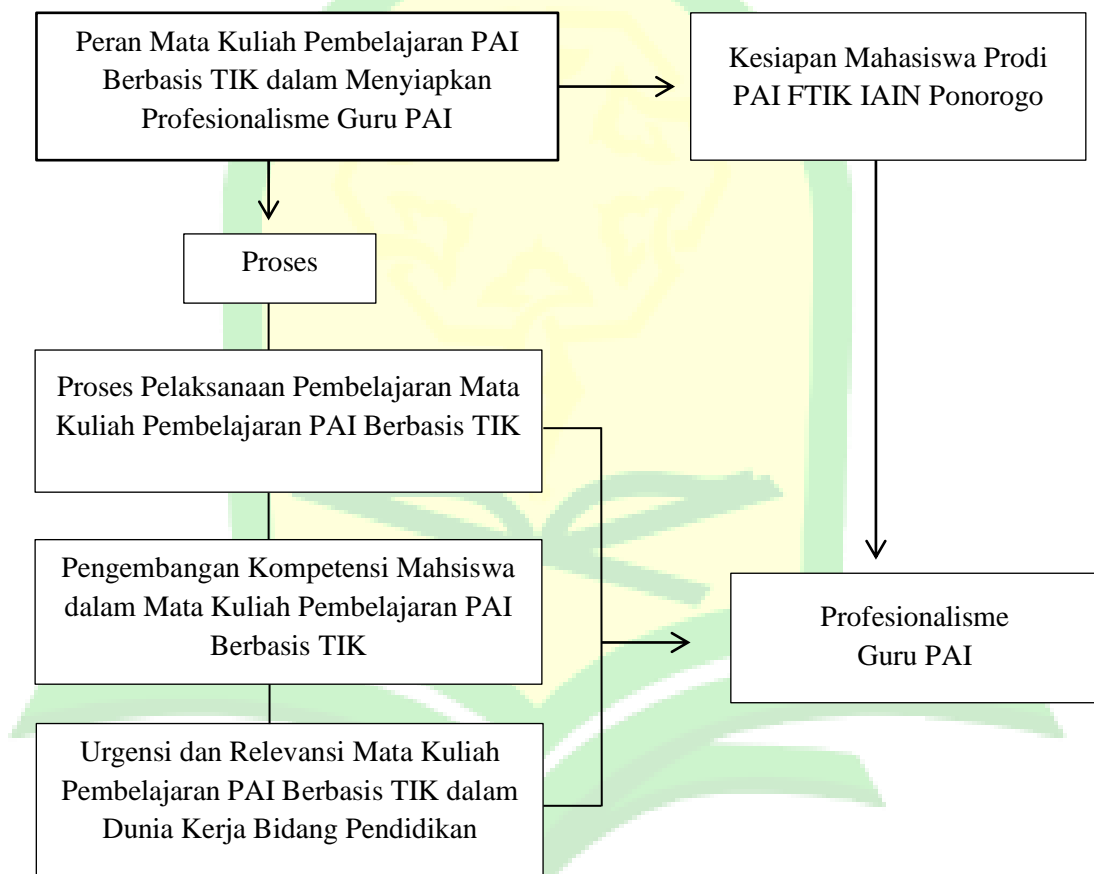 Peran Mata Kuliah Pembelajaran PAI
Berbasis TIK dalam Menyiapkan
Profesionalisme Guru PAI
Kesiapan Mahasiswa Prodi
PAI FTIK IAIN Ponorogo
Proses
Proses Pelaksanaan Pembelajaran Mata
Kuliah Pembelajaran PAI Berbasis TIK
Pengembangan Kompetensi Mahsiswa
dalam Mata Kuliah Pembelajaran PAI
Berbasis TIK
Profesionalisme
Guru PAI
Urgensi dan Relevansi Mata Kuliah
Pembelajaran PAI Berbasis TIK dalam
Dunia Kerja Bidang Pendidikan